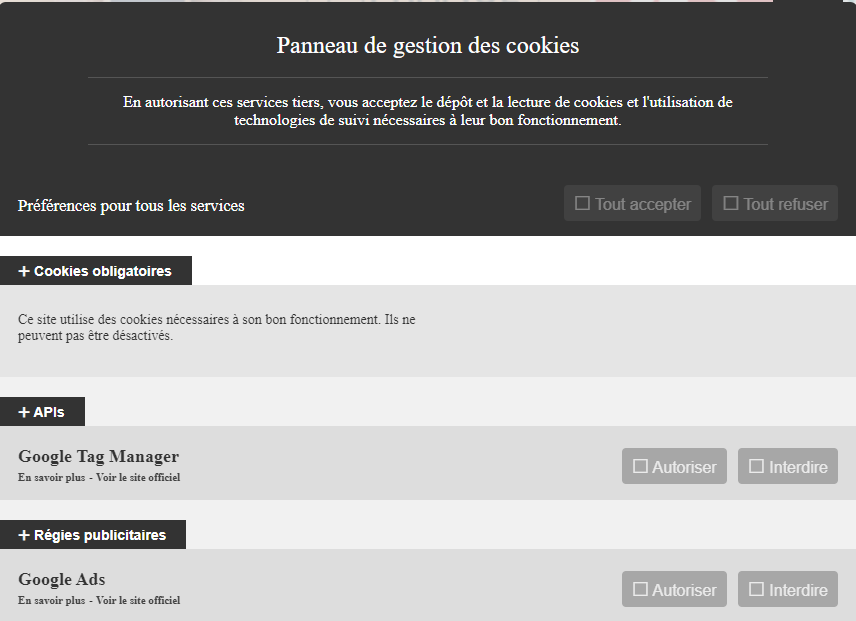 Panneau de gestion des cookies
En autorisant ces services tiers, vous acceptez le dépôt et la lecture de cookies et l'utilisation de
technologies de suivi nécessaires à leur bon fonctionnement.
Préférences pour tous les services
Tout accepter
Tout refuser
+ Cookies obligatoires
Ce site utilise des cookies nécessaires à son bon fonctionnement. Ils ne
peuvent pas être désactivés.
+ APIs
Google Tag Manager
En savoir plus - Voir le site officiel
Autoriser
Interdire
+ Régies publicitaires
Google Ads
En savoir plus - Voir le site officiel
Autoriser
Interdire